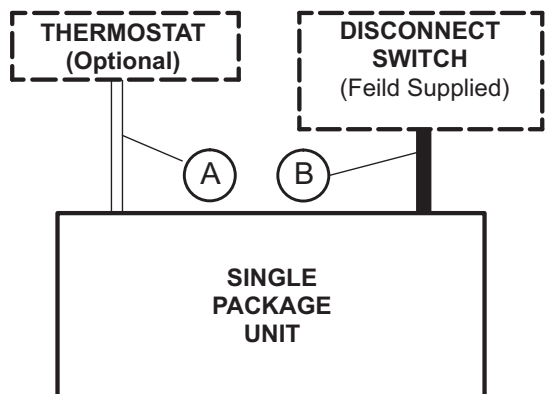 THERMOSTAT
(Optional)
DISCONNECT
SWITCH
(Feild Supplied)
A
B
SINGLE
PACKAGE
UNIT